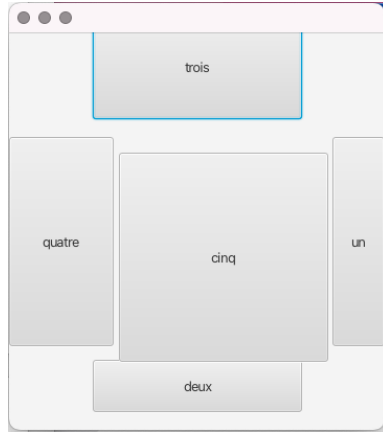 trois
quatre
cinq
un
deux